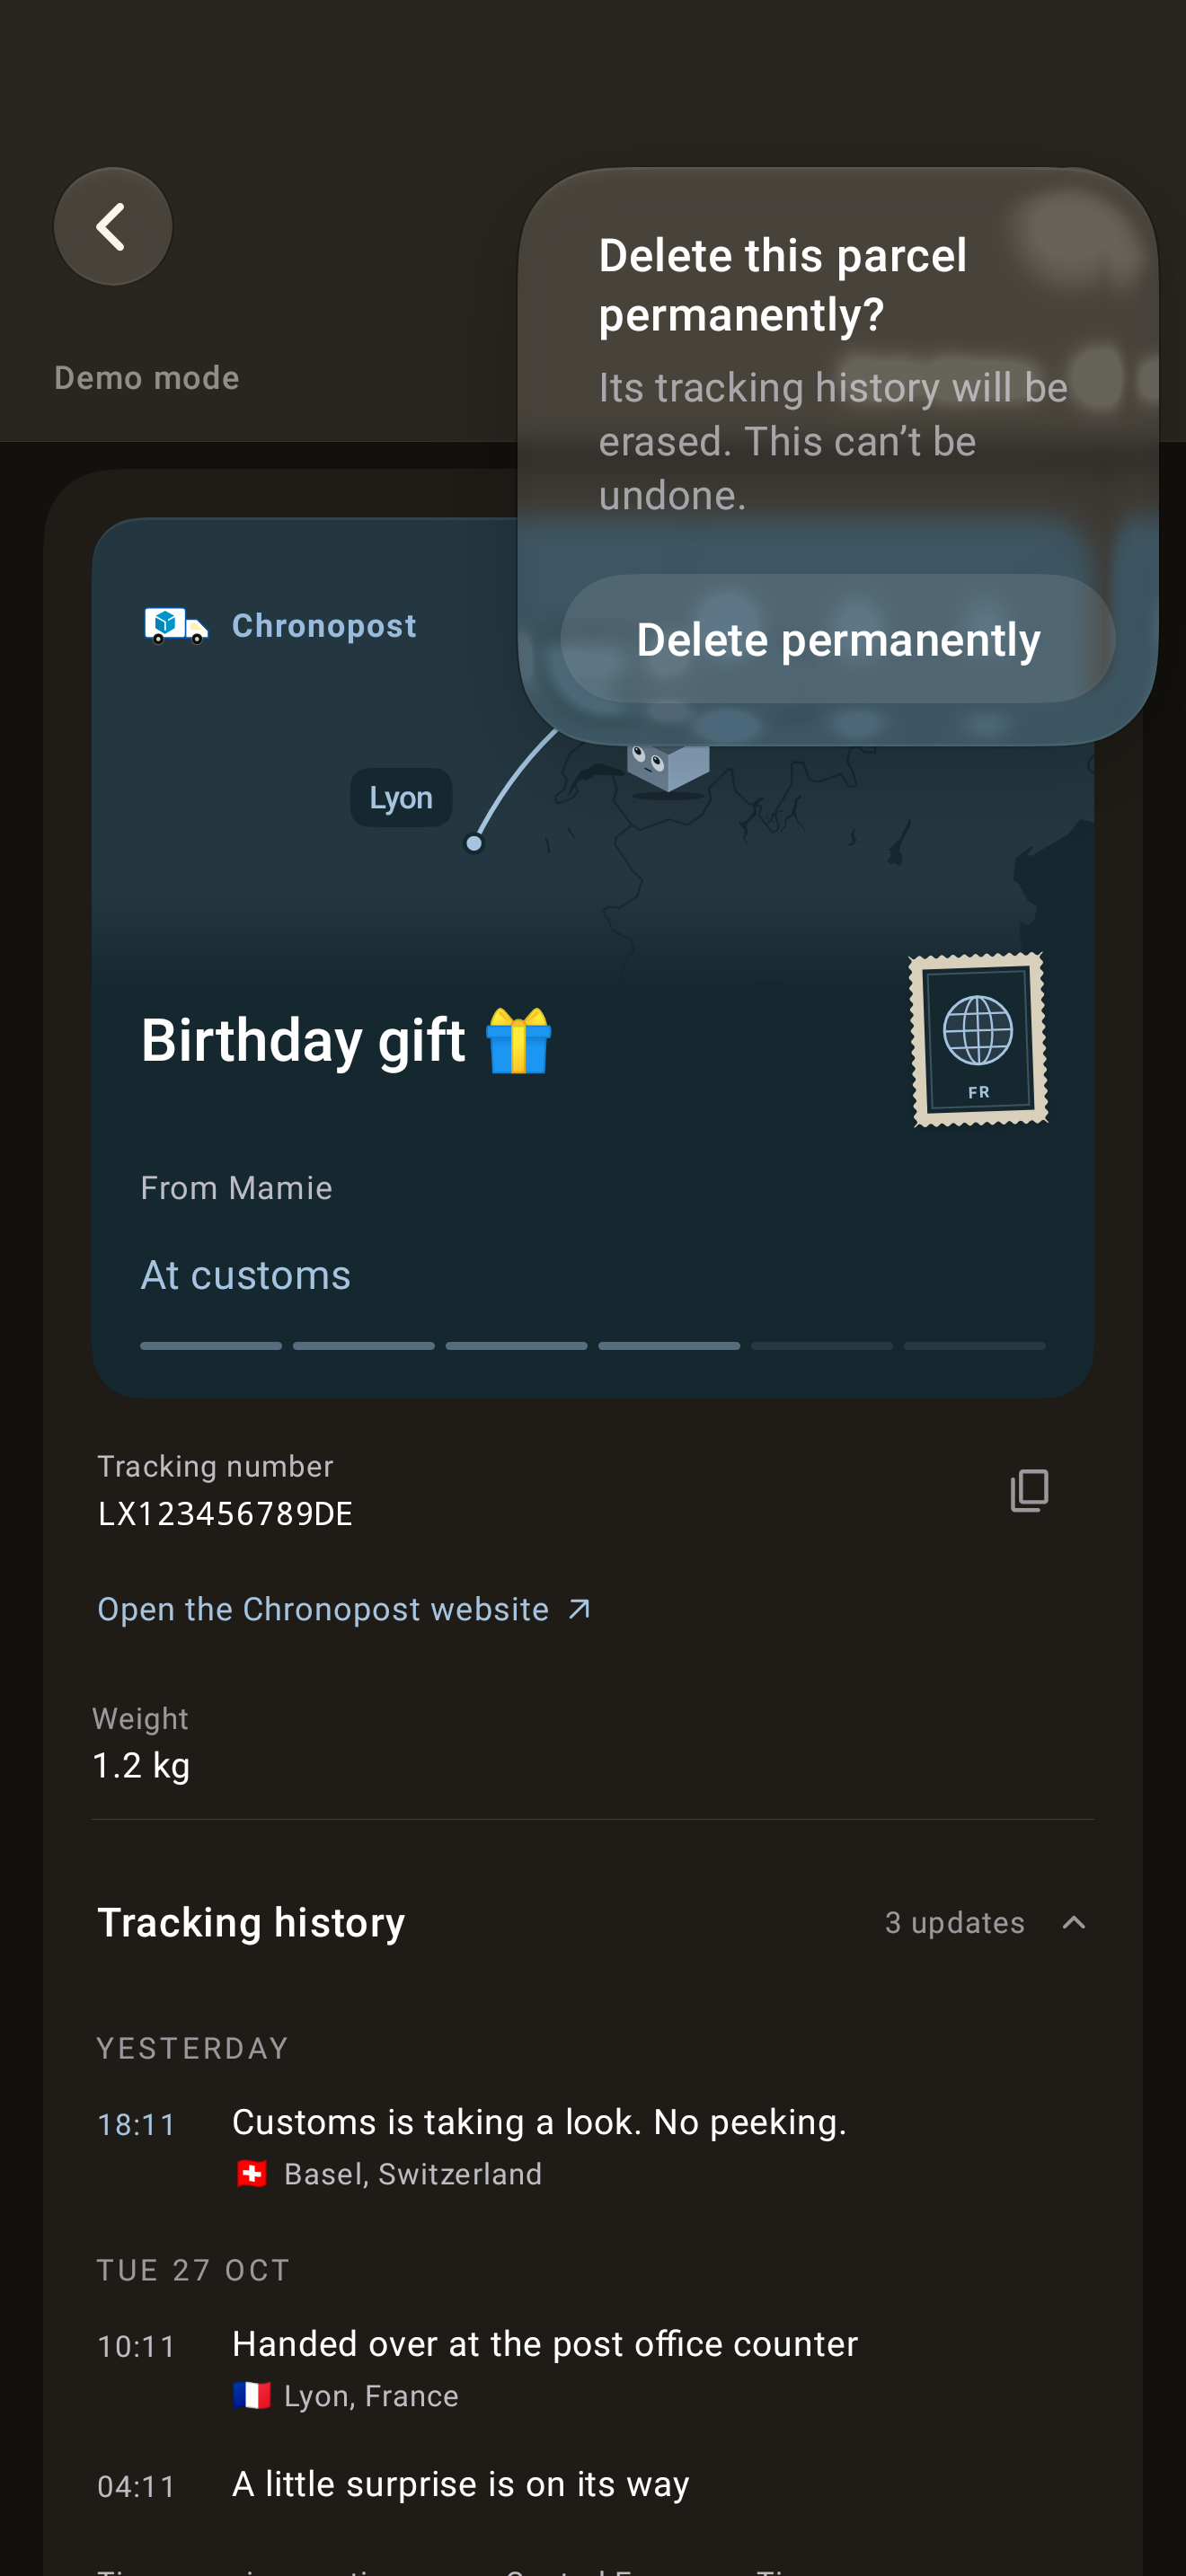 Delete this parcel
permanently?
Its tracking history will be
erased. This can’t be
undone.
Delete permanently
Demo mode
Chronopost
Lyon
Birthday gift
FR
From Mamie
At customs
Tracking number
LX123456789DE
Open the Chronopost website
Weight
1.2 kg
Tracking history
3 updates
YESTERDAY
18:11 Customs is taking a look. No peeking.
Basel, Switzerland
TUE 27 OCT
10:11 Handed over at the post office counter
Lyon, France
04:11 A little surprise is on its way